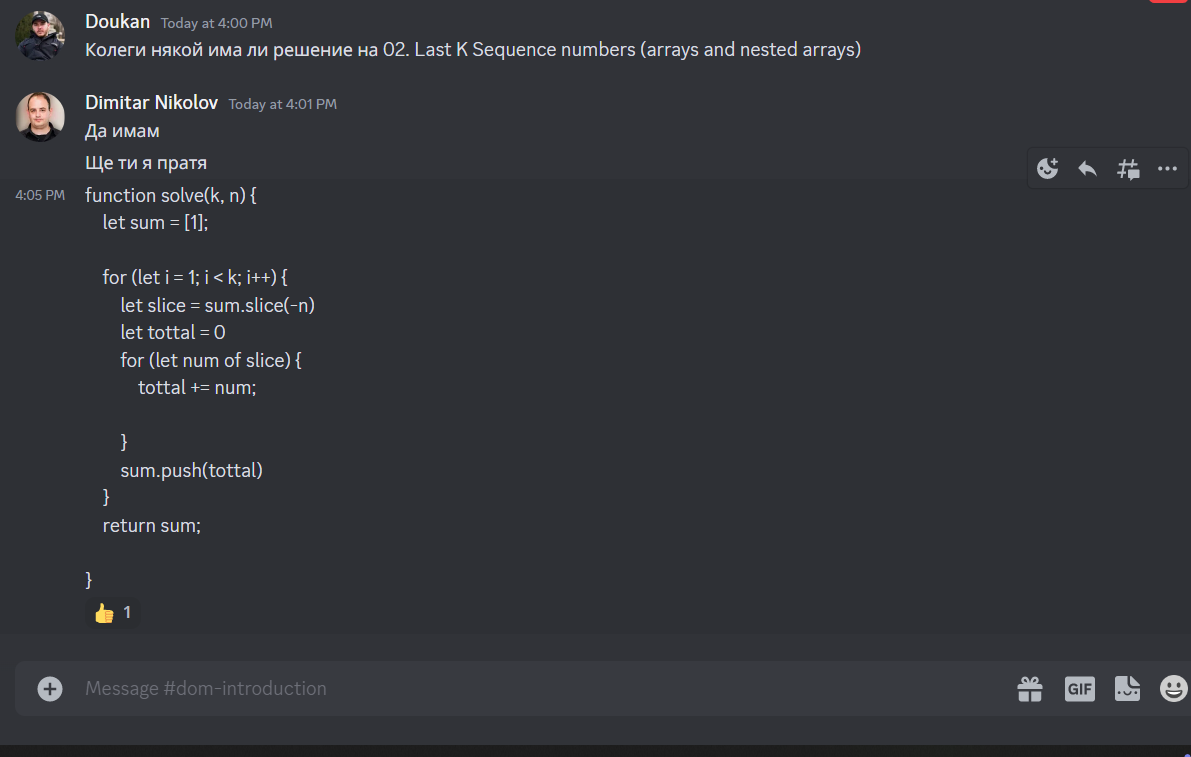 Doukan Today at 4:00 PM
Колеги някой има ли решение на 02. Last K Sequence numbers (arrays and nested arrays)
Dimitar Nikolov Today at 4:01 PM
Да имам
Ще ти я пратя
4:05 PM function solve(k, n) {
let sum = [1];
for (let i = 1; i < k; i++) {
let slice = sum.slice(-n)
let tottal = 0
for (let num of slice) {
tottal += num;
}
sum.push(tottal)
}
return sum;
}
👍 1
Message #dom-introduction
GIF